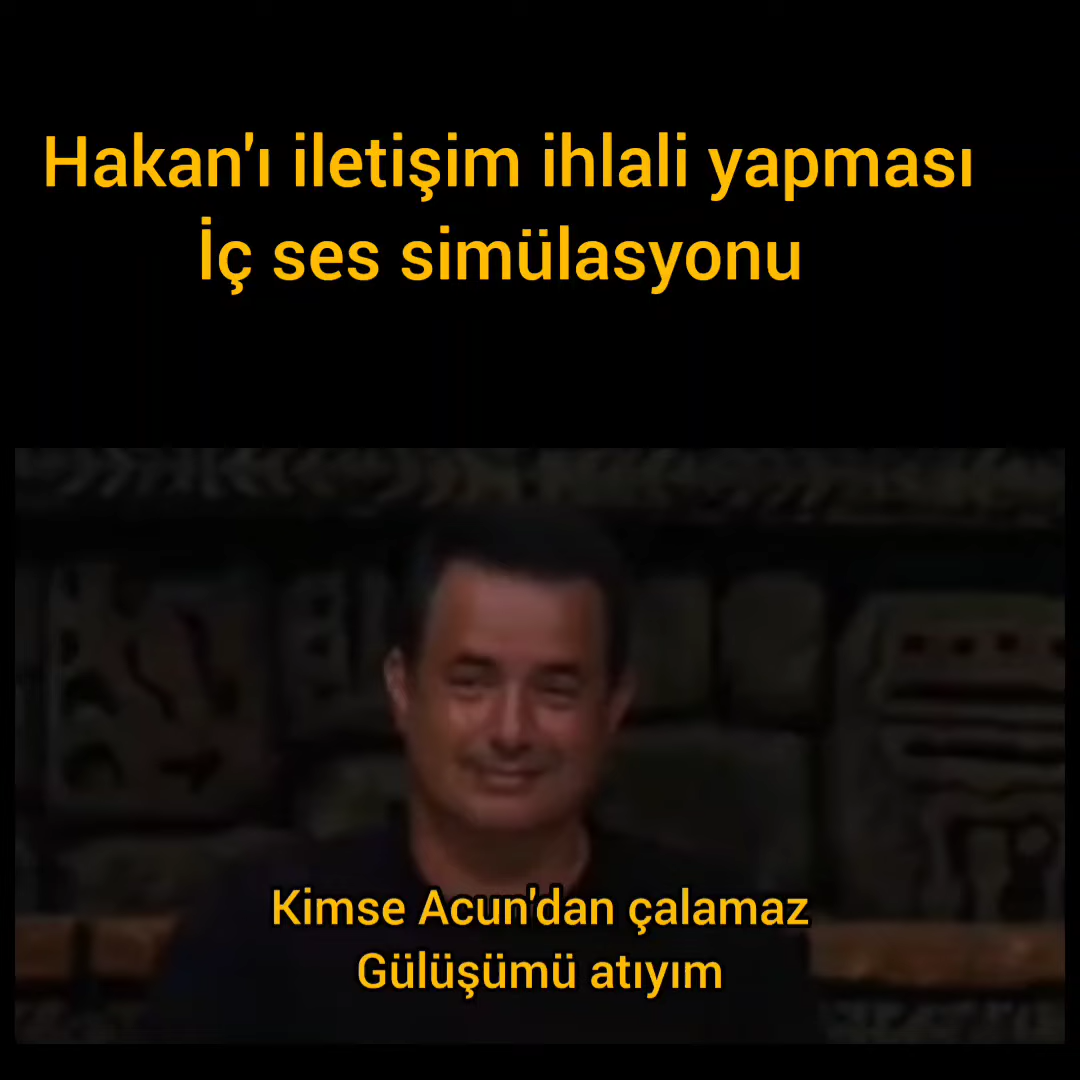 Hakan'ı iletişim ihlali yapması
İç ses simülasyonu
Kimse Acun'dan çalamaz
Gülüşümü atıyım